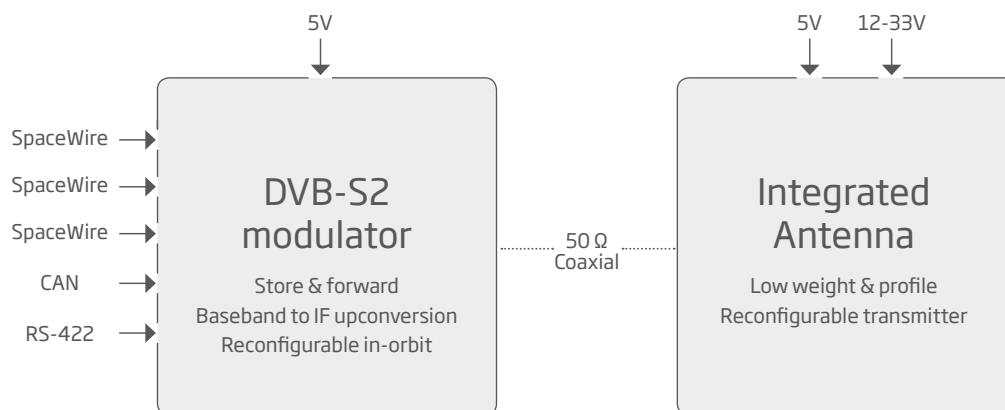 5V
5V
12-33V
SpaceWire
SpaceWire
SpaceWire
CAN
RS-422
DVB-S2
modulator
Store & forward
Baseband to IF upconversion
Reconfigurable in-orbit
50 Ω
Coaxial
Integrated
Antenna
Low weight & profile
Reconfigurable transmitter